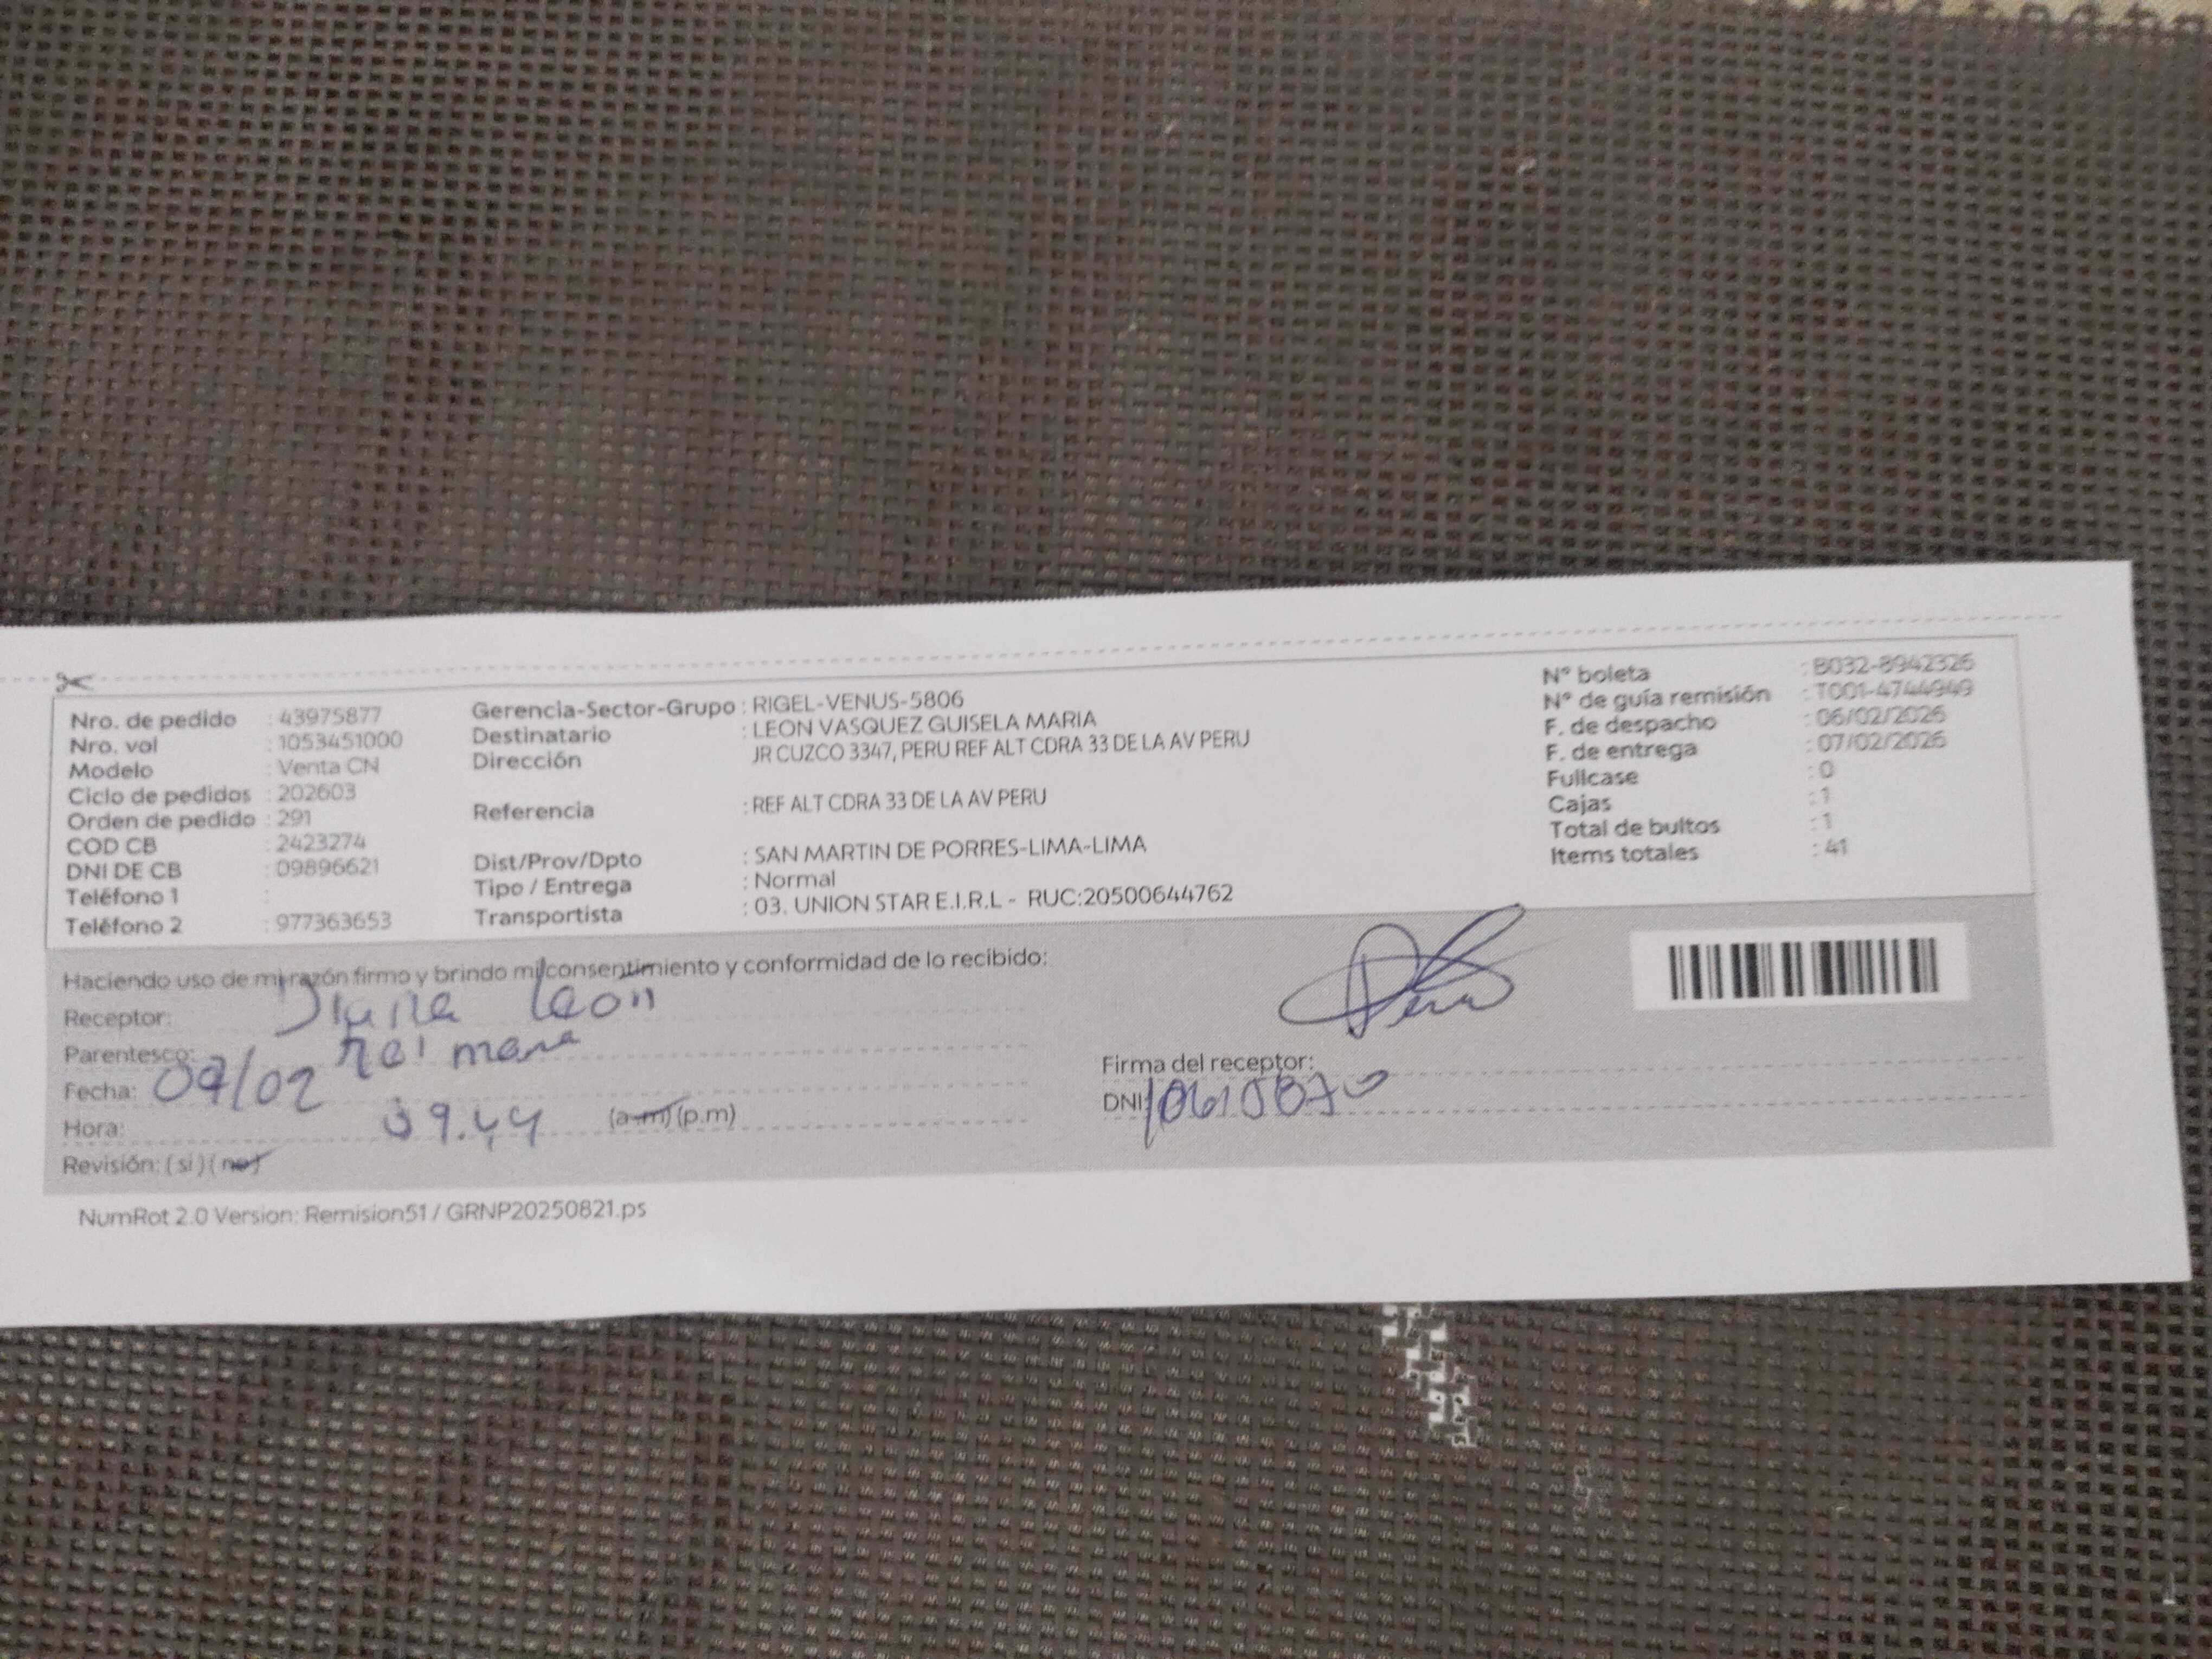 Nro. de pedido : 43975877
Nro. val : 1053451000
Modelo : Venta CN
Ciclo de pedidos : 202603
Orden de pedido : 291
COD CB : 2423274
DNI DE CB : 09896621
Teléfono 1 :
Teléfono 2 : 977363653
Gerencia-Sector-Grupo : RIGEL-VENUS-5806
Destinatario : LEON VASQUEZ GUISELA MARIA
Dirección JR CUZCO 3347, PERU REF ALT CDRA 33 DE LA AV PERU
Referencia : REF ALT CDRA 33 DE LA AV PERU
Dist/Prov/Dpto : SAN MARTIN DE PORRES-LIMA-LIMA
Tipo / Entrega : Normal
Transportista : 03. UNION STAR E.I.R.L - RUC:20500644762
N° boleta : B032-8942326
N° de guía remisión : T001-4744949
F. de despacho : 06/02/2026
F. de entrega : 07/02/2026
Fullcase : 0
Cajas : 1
Total de bultos : 1
Items totales : 41
Haciendo uso de mi razón firmo y brindo mi consentimiento y conformidad de lo recibido:
Receptor: Diana León
Parentesco:
Fecha: 07/02
Hora: 09.44 (a.m) (p.m)
Revisión: (si) (no)
Firma del receptor:
DNI:
NumRot 2.0 Version: Remision51 / GRNP20250821.ps